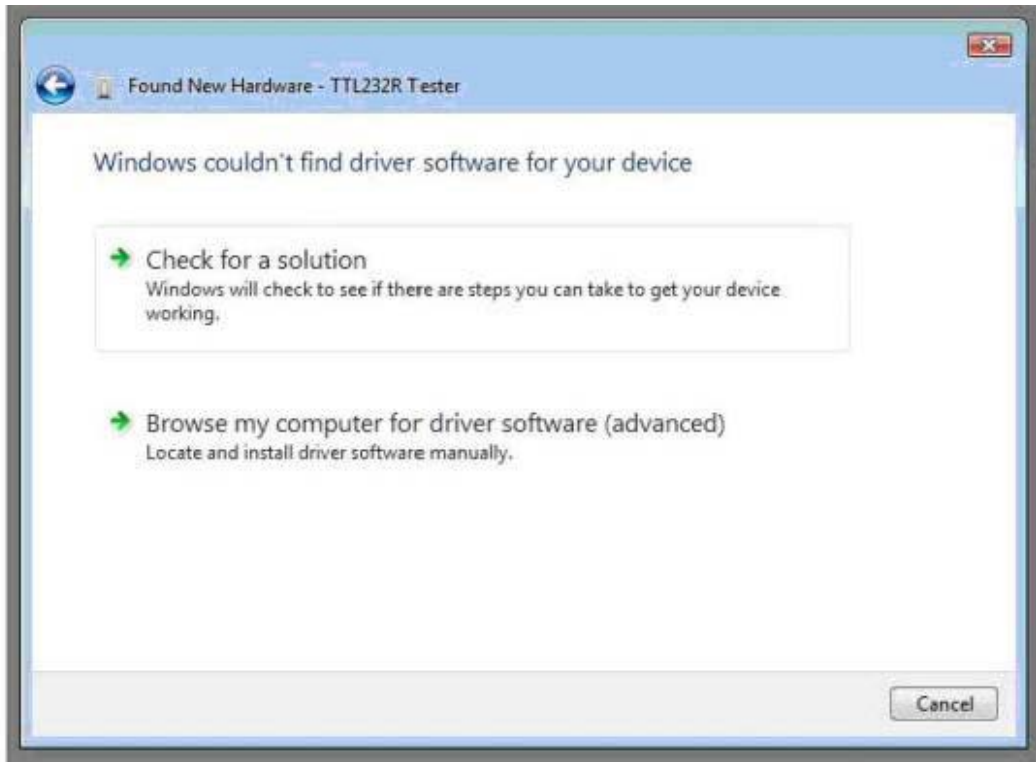 Found New Hardware - TTL232R Tester
Windows couldn't find driver software for your device
Check for a solution
Windows will check to see if there are steps you can take to get your device
working.
Browse my computer for driver software (advanced)
Locate and install driver software manually.
Cancel